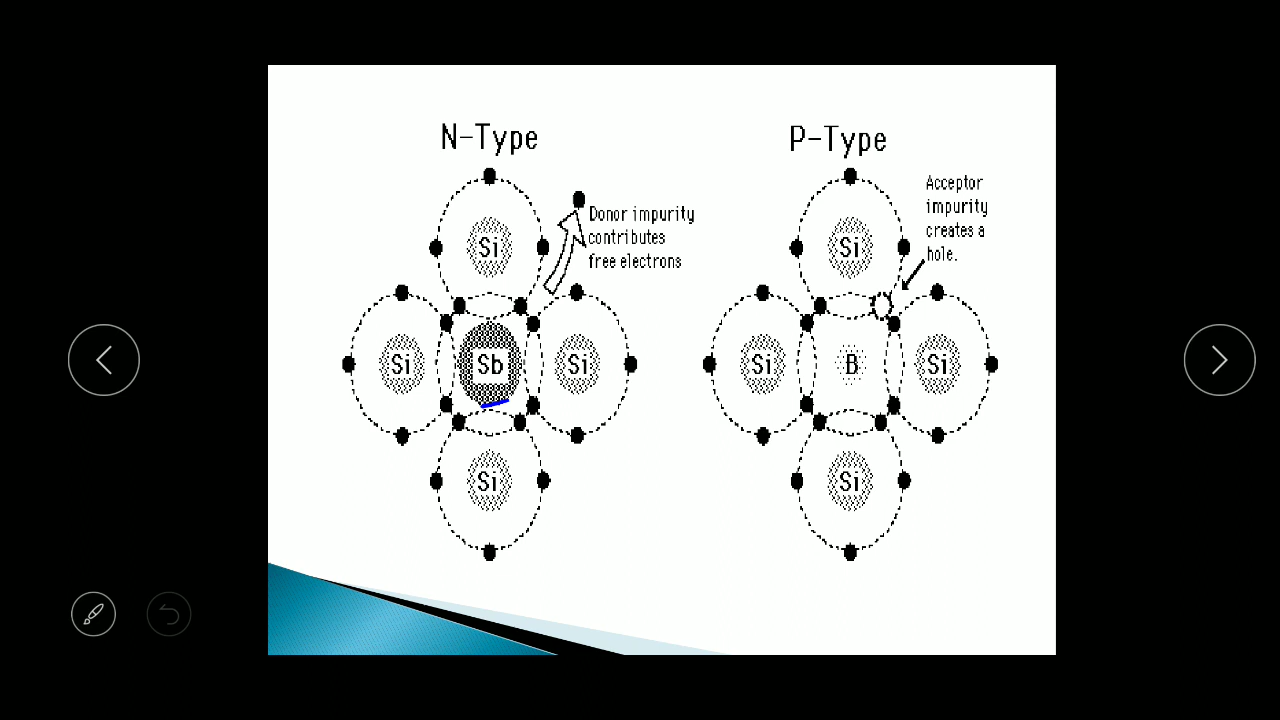 N-Type
Si
Donor impurity
contributes
free electrons
Si
Sb
Si
Si
P-Type
Acceptor
impurity
creates a
hole.
Si
Si
B
Si
Si